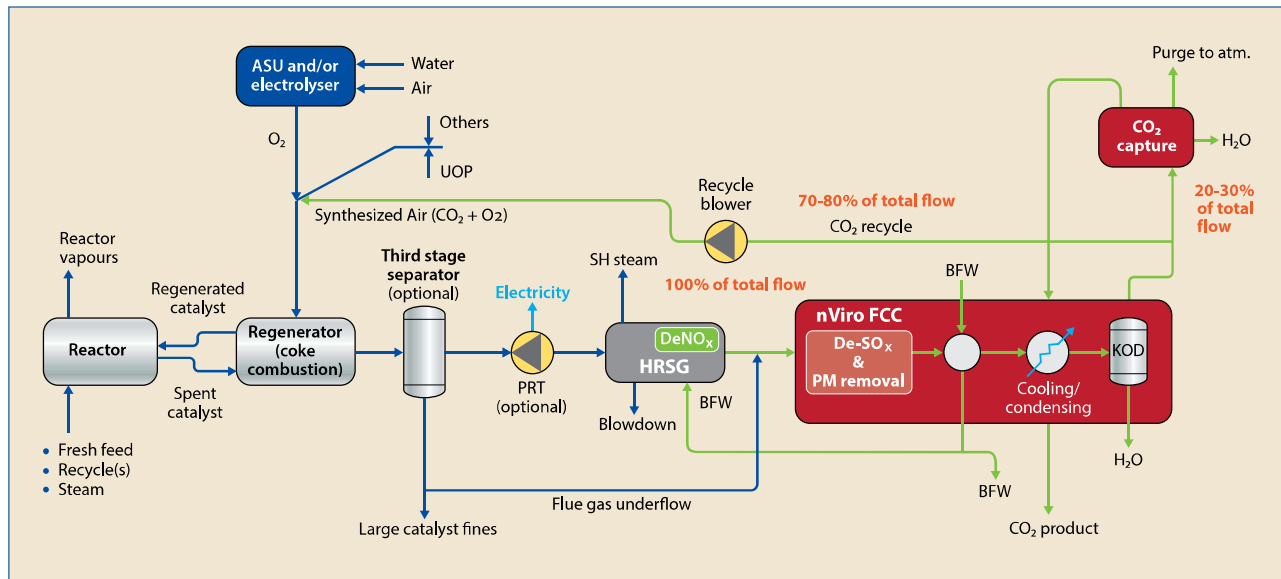 ASU and/or
electrolyser
Water
Air
Purge to atm.
O₂
Others
UOP
CO₂
capture
H₂O
Synthesized Air (CO₂ + O2)
Recycle
blower
70-80% of total flow
CO₂ recycle
20-30%
of total
flow
Reactor
vapours
Regenerated
catalyst
Third stage
separator
(optional)
SH steam
100% of total flow
BFW
Electricity
nViro FCC
Reactor
Regenerator
(coke
combustion)
DeNOₓ
HRSG
De-SOₓ
&
PM removal
KOD
Spent
catalyst
PRT
(optional)
BFW
Cooling/
condensing
Blowdown
• Fresh feed
• Recycle(s)
• Steam
H₂O
Flue gas underflow
BFW
Large catalyst fines
CO₂ product